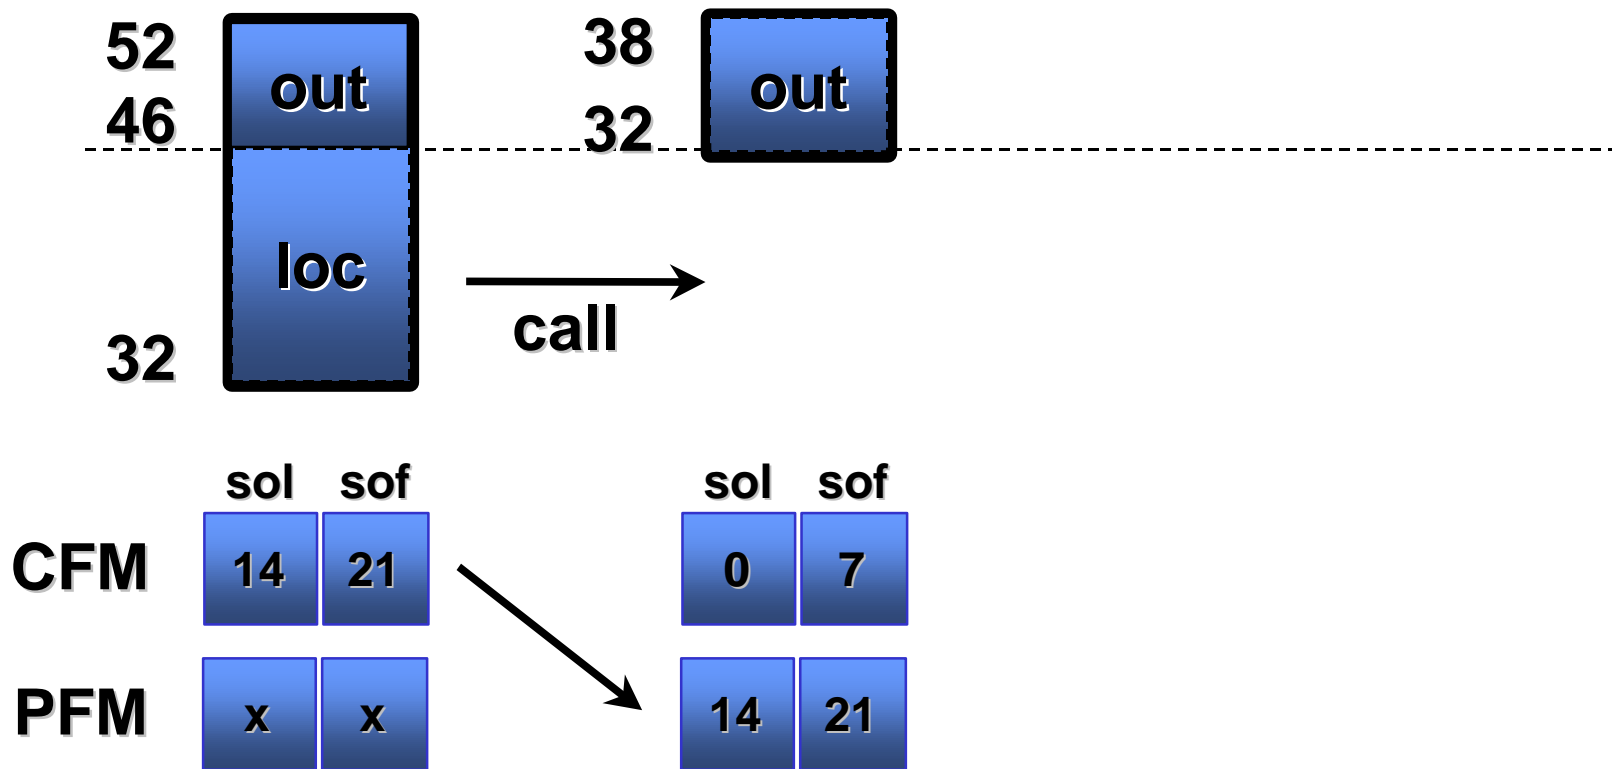 52
46
out
38
32
out
loc
32
call
sol sof sol sof
CFM 14 21 0 7
PFM x x 14 21